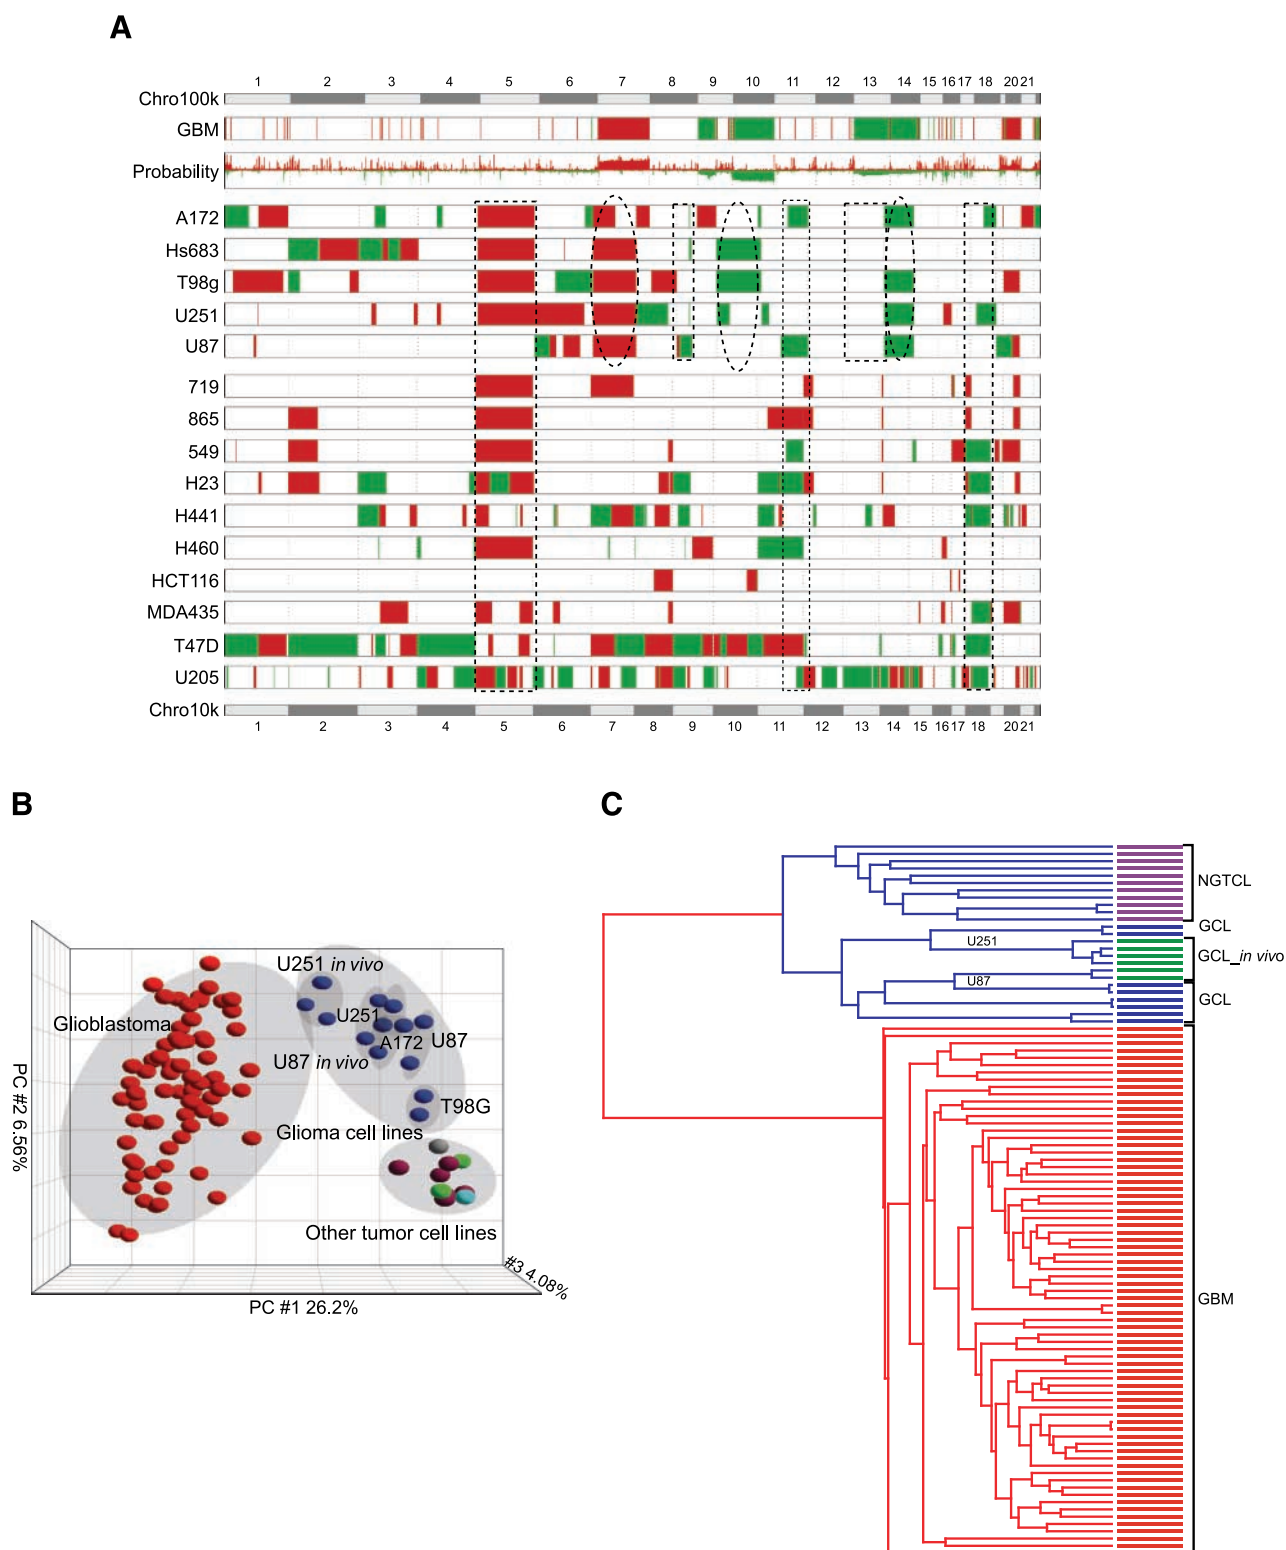 A
1 2 3 4 5 6 7 8 9 10 11 12 13 14 15 16 17 18 20 21
Chro100k
GBM
Probability
A172
Hs683
T98g
U251
U87
719
865
549
H23
H441
H460
HCT116
MDA435
T47D
U205
Chro10k
1 2 3 4 5 6 7 8 9 10 11 12 13 14 15 16 17 18 20 21
B
U251 in vivo
Glioblastoma
U251
A172
U87
U87 in vivo
T98G
Glioma cell lines
Other tumor cell lines
PC #2 6.56%
#3 4.08%
PC #1 26.2%
C
NGTCL
GCL
U251
GCL_in vivo
U87
GCL
GBM